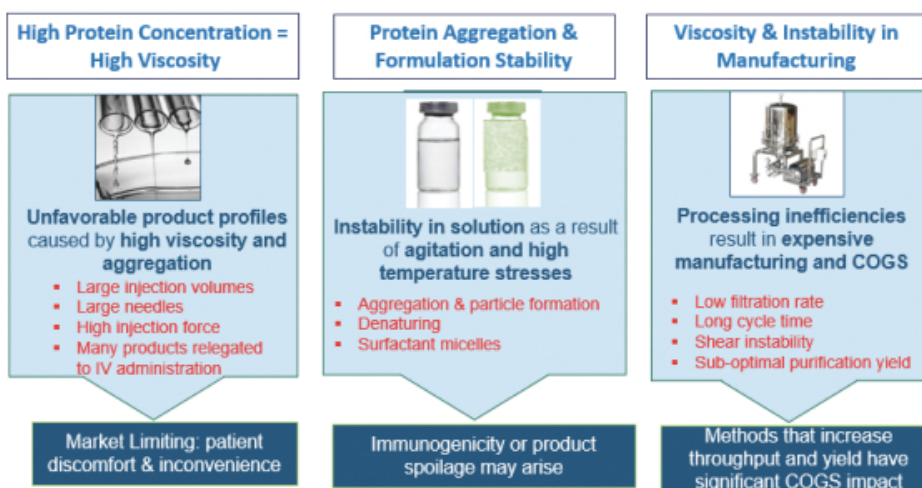 High Protein Concentration =
High Viscosity
Unfavorable product profiles
caused by high viscosity and
aggregation
▪ Large injection volumes
▪ Large needles
▪ High injection force
▪ Many products relegated
to IV administration
Market Limiting: patient
discomfort & inconvenience
Protein Aggregation &
Formulation Stability
Instability in solution as a result
of agitation and high
temperature stresses
▪ Aggregation & particle formation
▪ Denaturing
▪ Surfactant micelles
Immunogenicity or product
spoilage may arise
Viscosity & Instability in
Manufacturing
Processing inefficiencies
result in expensive
manufacturing and COGS
▪ Low filtration rate
▪ Long cycle time
▪ Shear instability
▪ Sub-optimal purification yield
Methods that increase
throughput and yield have
significant COGS impact